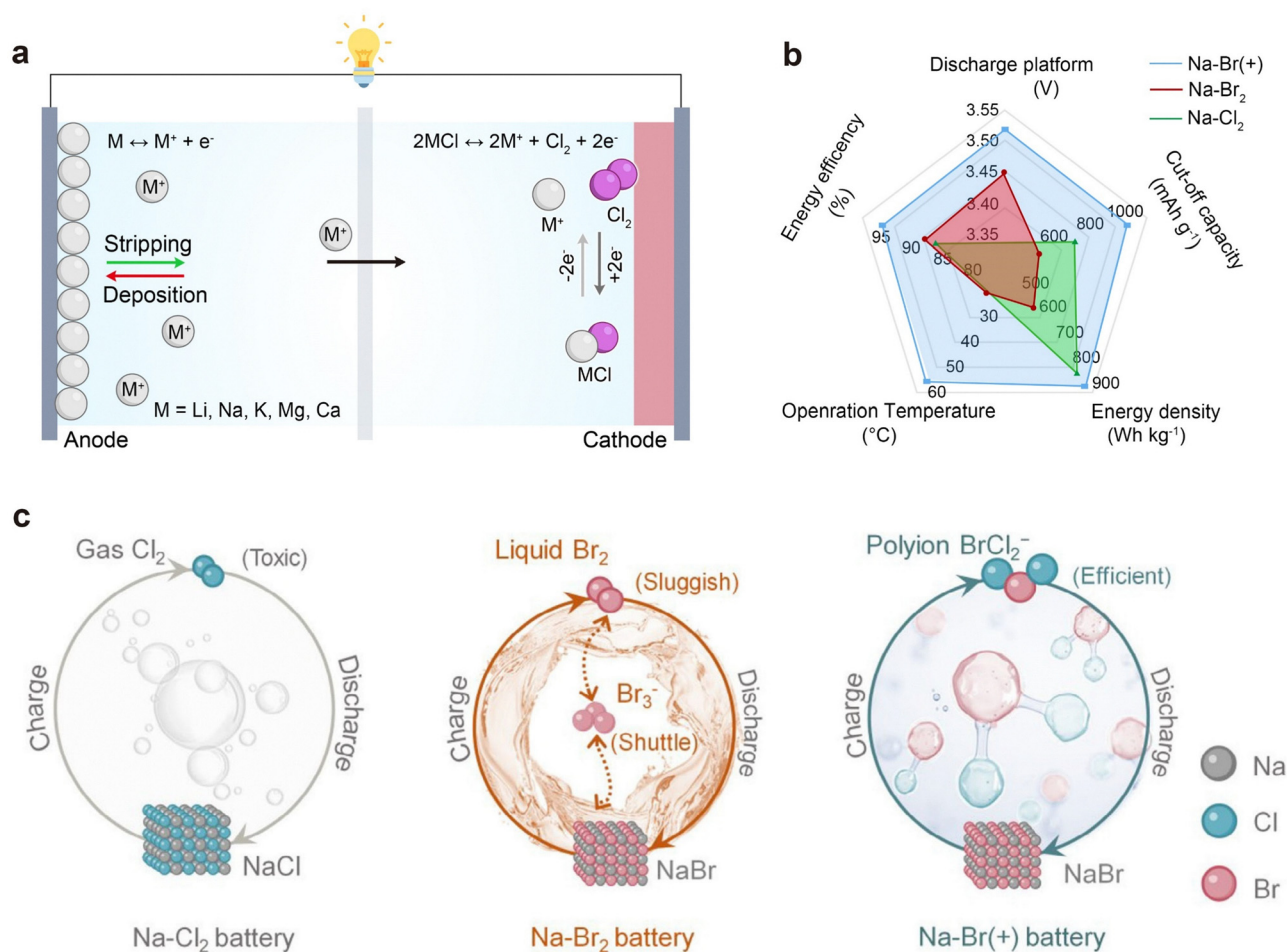 a
M ↔ M⁺ + e⁻
2MCl ↔ 2M⁺ + Cl₂ + 2e⁻
M⁺
M⁺
Cl₂
M⁺
Stripping
-2e⁻
+2e⁻
Deposition
M⁺
MCl
M⁺
M = Li, Na, K, Mg, Ca
Anode
Cathode
b
Discharge platform
(V)
Na-Br(+)
Na-Br₂
Na-Cl₂
3.55
3.50
3.45
3.40
3.35
Cut-off capacity
(mAh g⁻¹)
1000
800
600
Energy efficency
(%)
95
90
85
80
500
600
700
800
900
30
40
50
60
Openration Temperature
(°C)
Energy density
(Wh kg⁻¹)
c
Gas Cl₂
(Toxic)
Charge
Discharge
NaCl
Na-Cl₂ battery
Liquid Br₂
(Sluggish)
Br₃⁻
(Shuttle)
Charge
Discharge
NaBr
Na-Br₂ battery
Polyion BrCl₂⁻
(Efficient)
Charge
Discharge
NaBr
Na-Br(+) battery
Na
Cl
Br